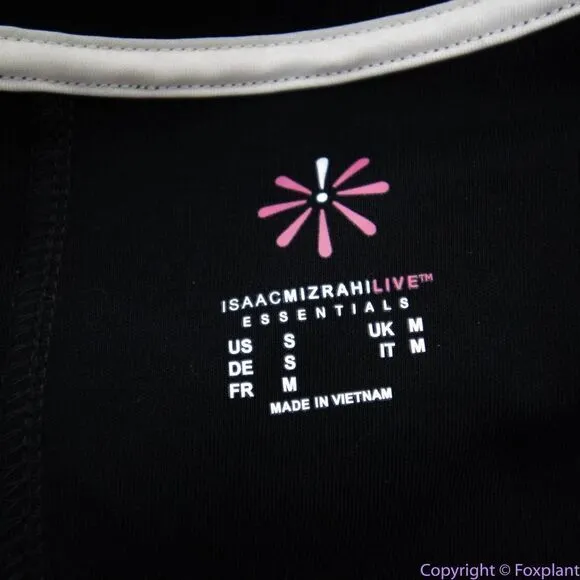 ISAACMIZRAHILIVE™
ESSENTIALS
US S UK M
DE S IT M
FR M
MADE IN VIETNAM
Copyright © Foxplant